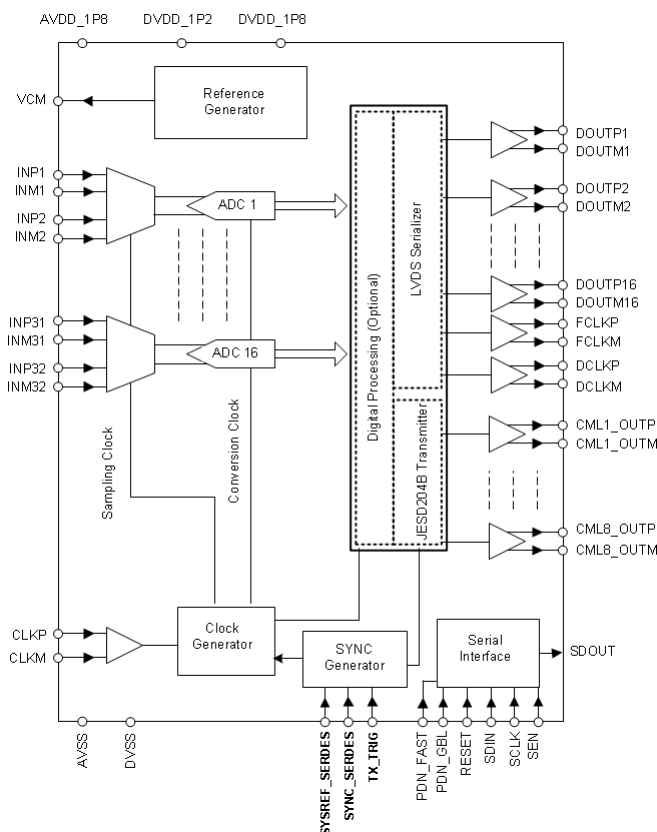 AVDD_1P8
DVDD_1P2
DVDD_1P8
VCM
Reference
Generator
INP1
INM1
INP2
INM2
ADC 1
INP31
INM31
INP32
INM32
ADC 16
Sampling Clock
Conversion Clock
Digital Processing (Optional)
LVDS Serializer
JESD204B Transmitter
DOUTP1
DOUTM1
DOUTP2
DOUTM2
DOUTP16
DOUTM16
FCLKP
FCLKM
DCLKP
DCLKM
CML1_OUTP
CML1_OUTM
CML8_OUTP
CML8_OUTM
CLKP
CLKM
Clock
Generator
SYNC
Generator
Serial
Interface
SDOUT
AVSS
DVSS
SYSREF_SERDES
SYNC_SERDES
TX_TRIG
PDN_FAST
PDN_GBL
RESET
SDIN
SCLK
SEN